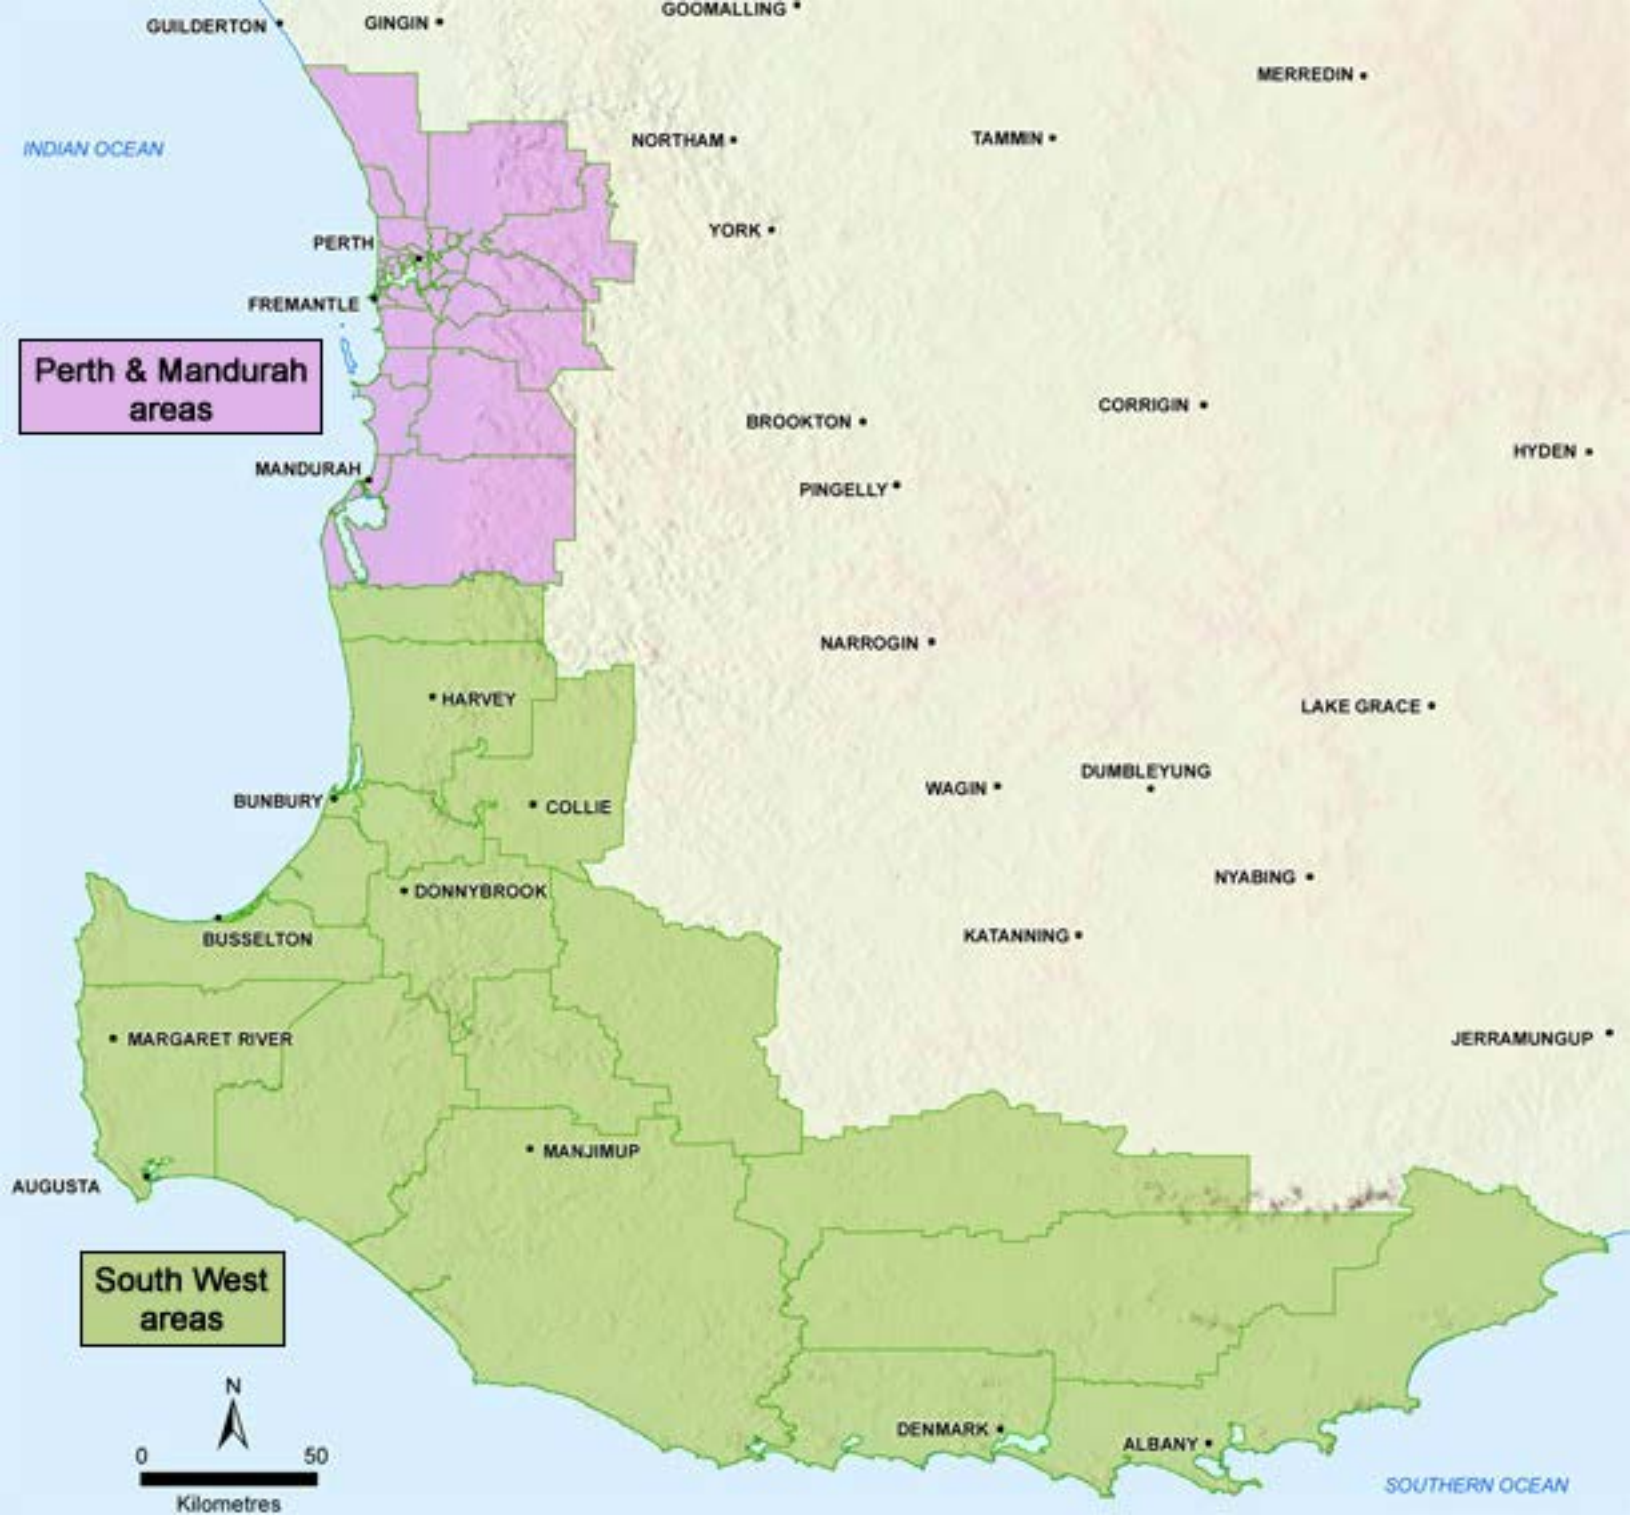 GOOMALLING
GUILDERTON
GINGIN
MERREDIN
NORTHAM
TAMMIN
INDIAN OCEAN
YORK
PERTH
FREMANTLE
Perth & Mandurah
areas
BROOKTON
CORRIGIN
HYDEN
MANDURAH
PINGELLY
NARROGIN
HARVEY
LAKE GRACE
DUMBLEYUNG
WAGIN
BUNBURY
COLLIE
NYABING
DONNYBROOK
BUSSELTON
KATANNING
MARGARET RIVER
JERRAMUNGUP
MANJIMUP
AUGUSTA
South West
areas
N
DENMARK
ALBANY
0 50
Kilometres
SOUTHERN OCEAN